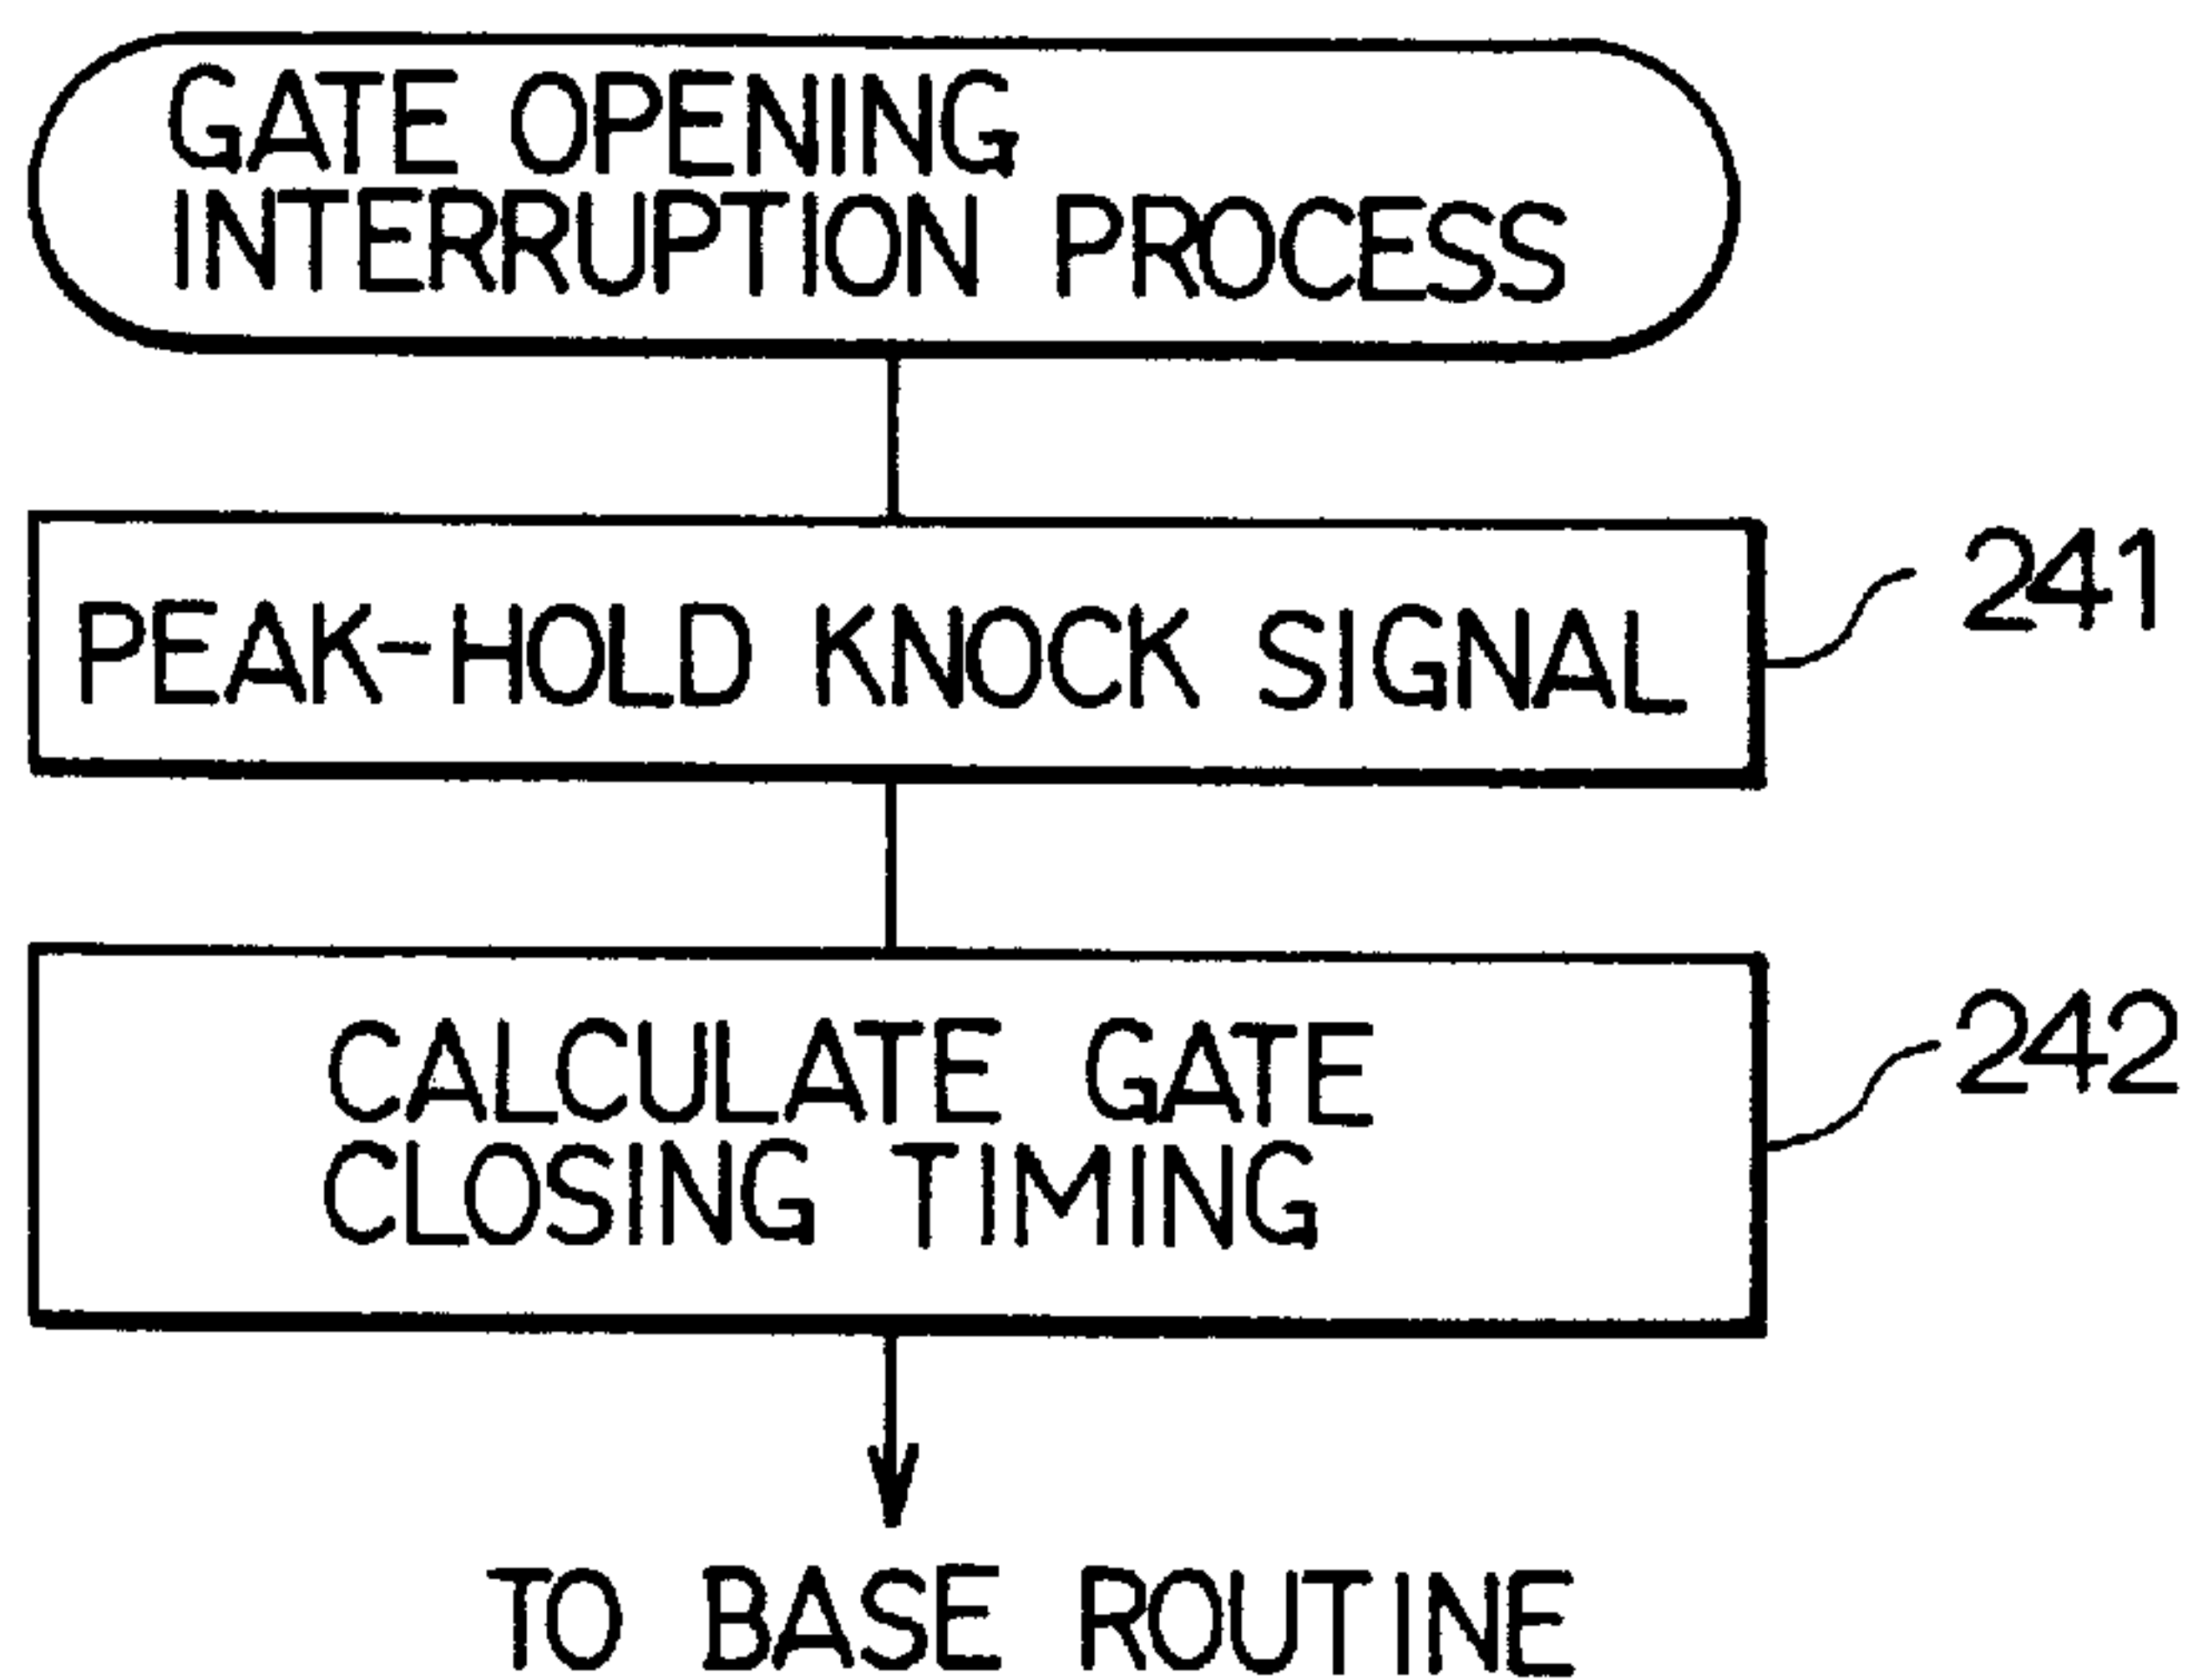 GATE OPENING
INTERRUPTION PROCESS
PEAK-HOLD KNOCK SIGNAL
241
CALCULATE GATE
CLOSING TIMING
242
TO BASE ROUTINE